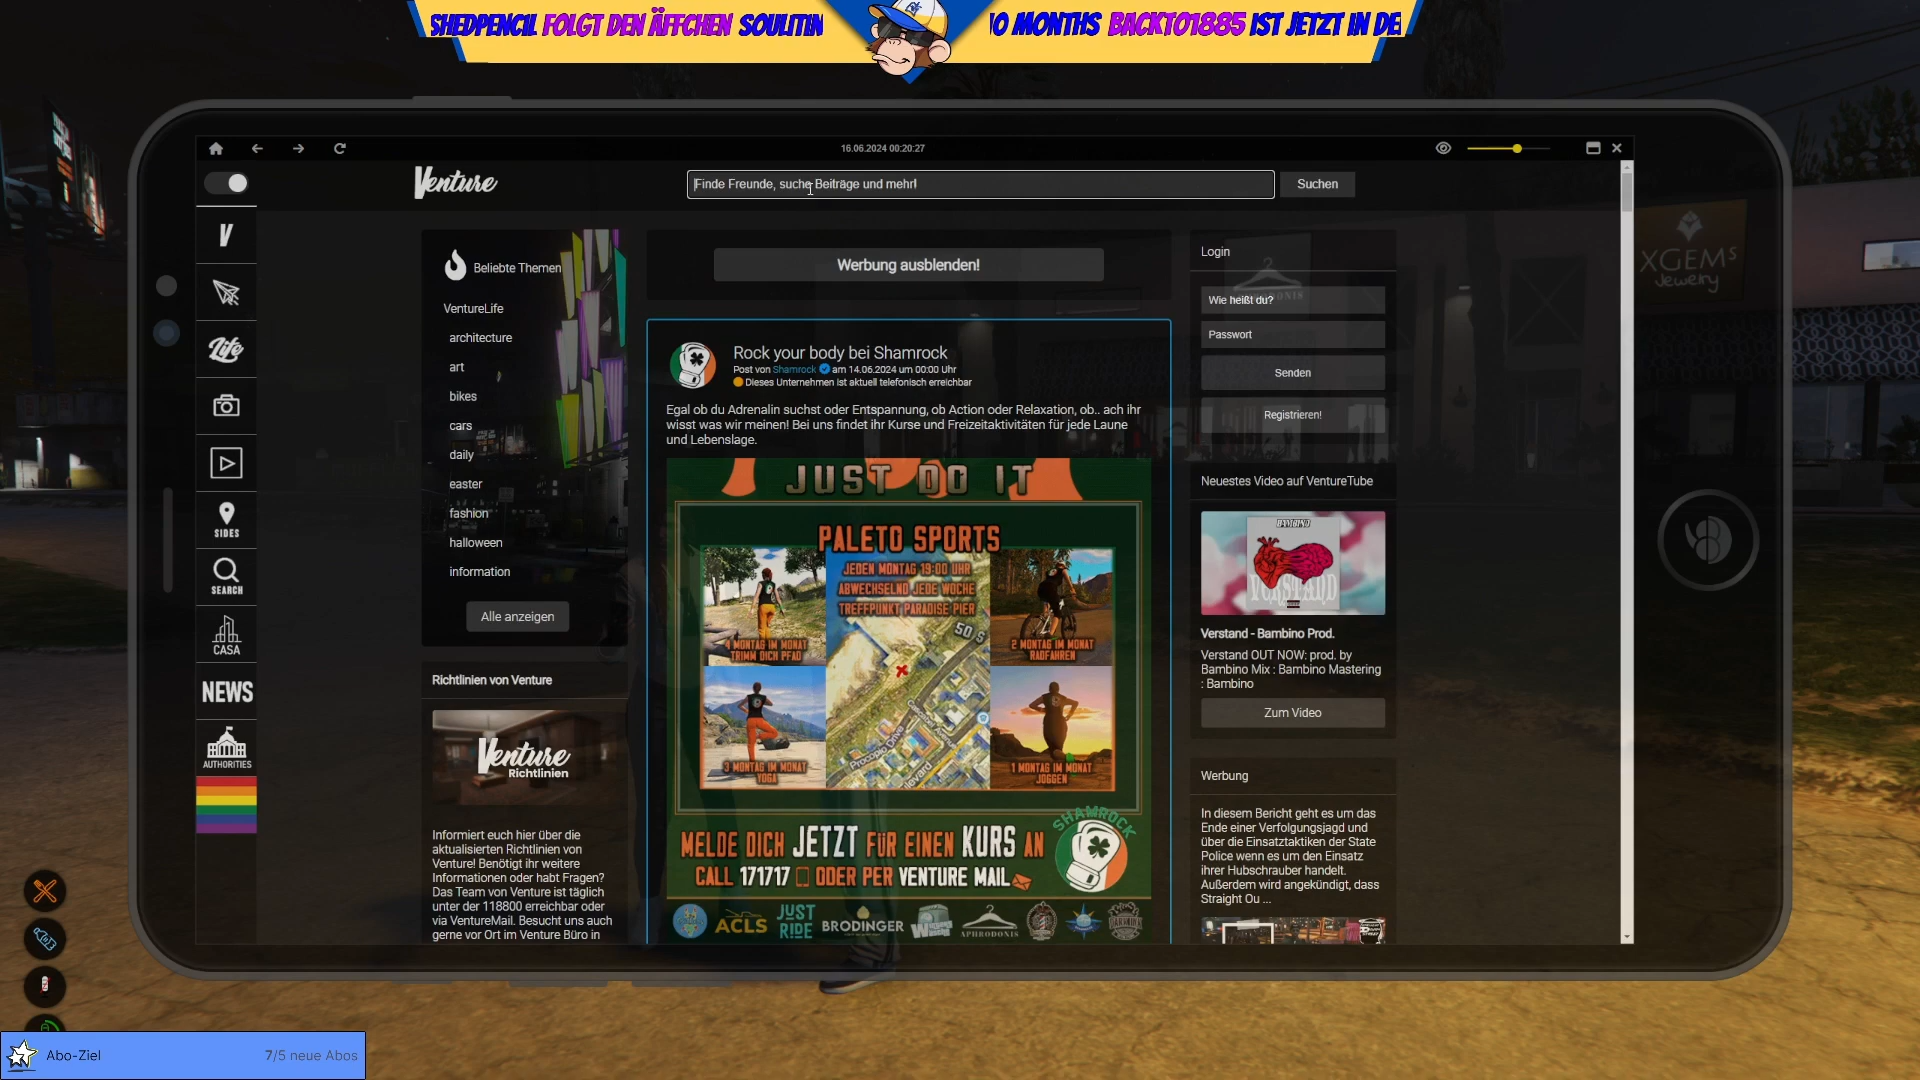 SHEDPENCIL FOLGT DEN ÄFFCHEN SOULITIN
10 MONTHS BACKTO1885 IST JETZT IN DE
16.06.2024 00:20:27
Venture
Finde Freunde, suche Beiträge und mehr!
Suchen
V
Life
SIDES
SEARCH
CASA
NEWS
AUTHORITIES
Beliebte Themen
VentureLife
architecture
art
bikes
cars
daily
easter
fashion
halloween
information
Alle anzeigen
Richtlinien von Venture
Venture
Richtlinien
Informiert euch hier über die
aktualisierten Richtlinien von
Venture! Benötigt ihr weitere
Informationen oder habt Fragen?
Das Team von Venture ist täglich
unter der 118800 erreichbar oder
via VentureMail. Besucht uns auch
gerne vor Ort im Venture Büro in
Werbung ausblenden!
Rock your body bei Shamrock
Post von Shamrock am 14.06.2024 um 00:00 Uhr
Dieses Unternehmen ist aktuell telefonisch erreichbar
Egal ob du Adrenalin suchst oder Entspannung, ob Action oder Relaxation, ob.. ach ihr
wisst was wir meinen! Bei uns findet ihr Kurse und Freizeitaktivitäten für jede Laune
und Lebenslage.
JUST DO IT
PALETO SPORTS
JEDEN MONTAG 19:00 UHR
ABWECHSELND JEDE WOCHE
TREFFPUNKT PARADISE PIER
50 $
4 MONTAG IM MONAT
TRIMM DICH PFAD
2 MONTAG IM MONAT
RADFAHREN
Procopio Drive
3 MONTAG IM MONAT
YOGA
1 MONTAG IM MONAT
JOGGEN
SHAMROCK
MELDE DICH JETZT FÜR EINEN KURS AN
CALL 171717 ODER PER VENTURE MAIL
ACLS
JUST
RIDE
BRODINGER
APHRODONIS
Login
Wie heißt du?
Passwort
Senden
Registrieren!
Neuestes Video auf VentureTube
BAMBINO
VERSTAND
Verstand - Bambino Prod.
Verstand OUT NOW: prod. by
Bambino Mix : Bambino Mastering
: Bambino
Zum Video
Werbung
In diesem Bericht geht es um das
Ende einer Verfolgungsjagd und
über die Einsatztaktiken der State
Police wenn es um den Einsatz
ihrer Hubschrauber handelt.
Außerdem wird angekündigt, dass
Straight Ou ...
XGEMS
Jewelry
Abo-Ziel
7/5 neue Abos